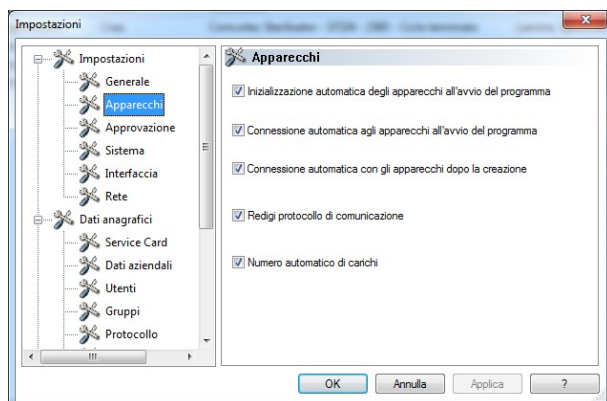 Impostazioni
Impostazioni
Generale
Apparecchi
Approvazione
Sistema
Interfaccia
Rete
Dati anagrafici
Service Card
Dati aziendali
Utenti
Gruppi
Protocollo
Apparecchi
Inizializzazione automatica degli apparecchi all'avvio del programma
Connessione automatica agli apparecchi all'avvio del programma
Connessione automatica con gli apparecchi dopo la creazione
Redigi protocollo di comunicazione
Numero automatico di carichi
OK Annulla Applica ?